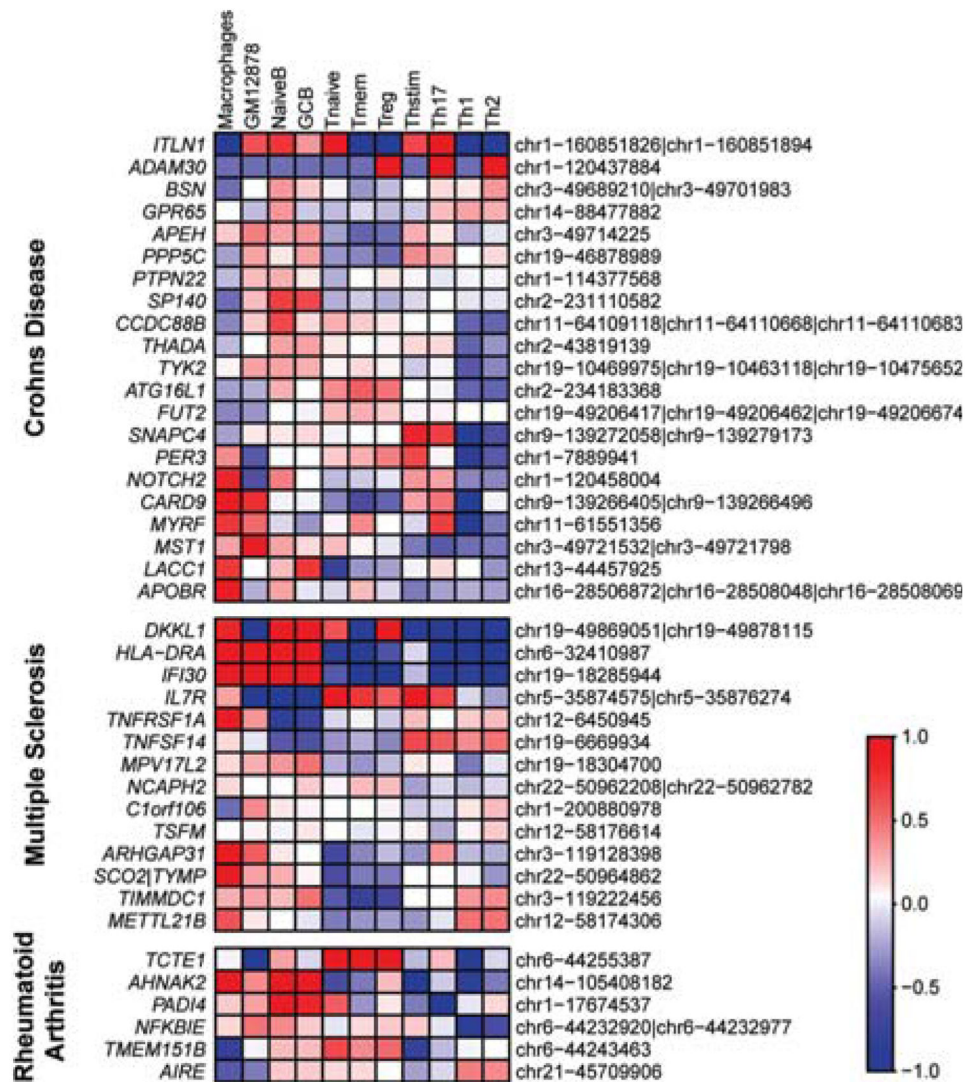 Macrophages
GM12878
NaiveB
GCB
Tnaive
Tmem
Treg
Thstim
Th17
Th1
Th2
Crohns Disease
ITLN1 chr1-160851826|chr1-160851894
ADAM30 chr1-120437884
BSN chr3-49689210|chr3-49701983
GPR65 chr14-88477882
APEH chr3-49714225
PPP5C chr19-46878989
PTPN22 chr1-114377568
SP140 chr2-231110582
CCDC88B chr11-64109118|chr11-64110668|chr11-64110683
THADA chr2-43819139
TYK2 chr19-10469975|chr19-10463118|chr19-10475652
ATG16L1 chr2-234183368
FUT2 chr19-49206417|chr19-49206462|chr19-49206674
SNAPC4 chr9-139272058|chr9-139279173
PER3 chr1-7889941
NOTCH2 chr1-120458004
CARD9 chr9-139266405|chr9-139266496
MYRF chr11-61551356
MST1 chr3-49721532|chr3-49721798
LACC1 chr13-44457925
APOBR chr16-28506872|chr16-28508048|chr16-28508069
Multiple Sclerosis
DKKL1 chr19-49869051|chr19-49878115
HLA-DRA chr6-32410987
IFI30 chr19-18285944
IL7R chr5-35874575|chr5-35876274
TNFRSF1A chr12-6450945
TNFSF14 chr19-6669934
MPV17L2 chr19-18304700
NCAPH2 chr22-50962208|chr22-50962782
C1orf106 chr1-200880978
TSFM chr12-58176614
ARHGAP31 chr3-119128398
SCO2|TYMP chr22-50964862
TIMMDC1 chr3-119222456
METTL21B chr12-58174306
Rheumatoid
Arthritis
TCTE1 chr6-44255387
AHNAK2 chr14-105408182
PADI4 chr1-17674537
NFKBIE chr6-44232920|chr6-44232977
TMEM151B chr6-44243463
AIRE chr21-45709906
1.0
0.5
0.0
-0.5
-1.0